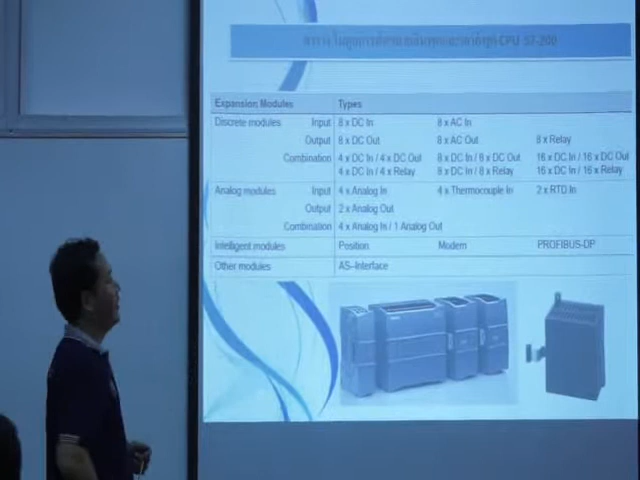 CPU S7-200
Expansion Modules Types
Discrete modules Input 8 x DC In 8 x AC In
Output 8 x DC Out 8 x AC Out 8 x Relay
Combination 4 x DC In / 4 x DC Out 8 x DC In / 8 x DC Out 16 x DC In / 16 x DC Out
4 x DC In / 4 x Relay 8 x DC In / 8 x Relay 16 x DC In / 16 x Relay
Analog modules Input 4 x Analog In 4 x Thermocouple In 2 x RTD In
Output 2 x Analog Out
Combination 4 x Analog In / 1 Analog Out
Intelligent modules Position Modem PROFIBUS-DP
Other modules AS-Interface